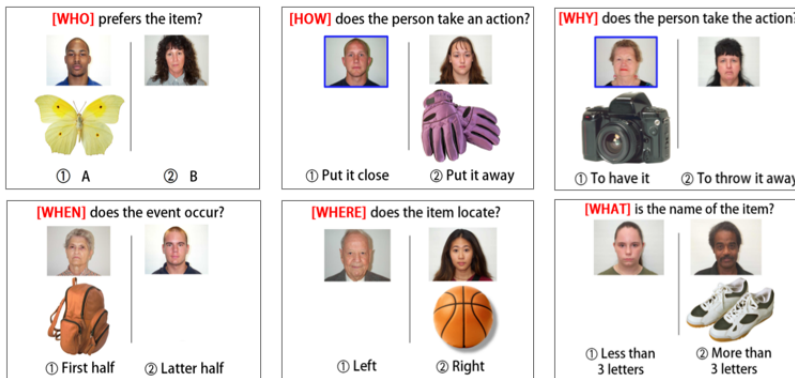 [WHO] prefers the item?
① A ② B
[HOW] does the person take an action?
① Put it close ② Put it away
[WHY] does the person take the action?
① To have it ② To throw it away
[WHEN] does the event occur?
① First half ② Latter half
[WHERE] does the item locate?
① Left ② Right
[WHAT] is the name of the item?
① Less than ② More than
3 letters 3 letters